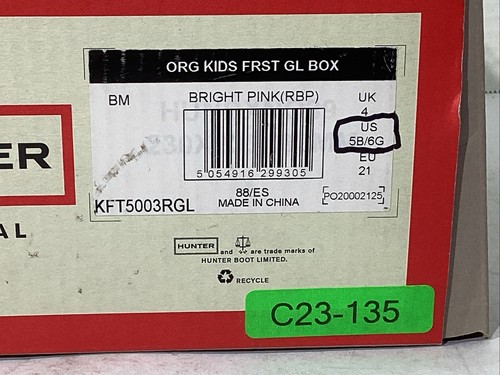 ORG KIDS FRST GL BOX
BM
BRIGHT PINK(RBP)
UK
4
US
5B/6G
EU
21
5 054916 299305
88/ES
MADE IN CHINA
PO20002125
KFT5003RGL
ER
AL
HUNTER and are trade marks of
HUNTER BOOT LIMITED.
RECYCLE
C23-135